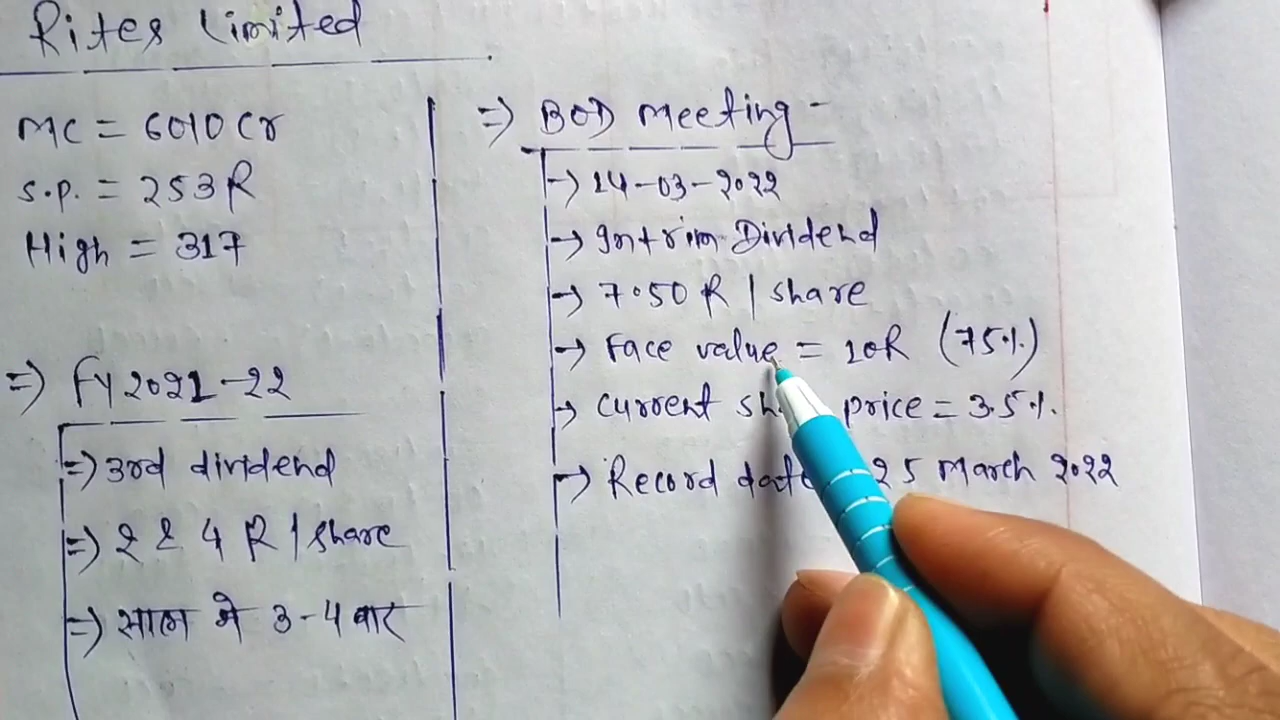 Rites Limited
MC = 6010 Cr
S.P. = 253 R
High = 317
=> FY 2021-22
=> 3rd dividend
=> 2 & 4 R / share
=> साल मे 3-4 बार
=> BOD Meeting -
-> 14-03-2022
-> Intrim Dividend
-> 7.50 R / share
-> Face value = 10R (75%)
-> Current price = 3.5%.
-> Record date 25 March 2022